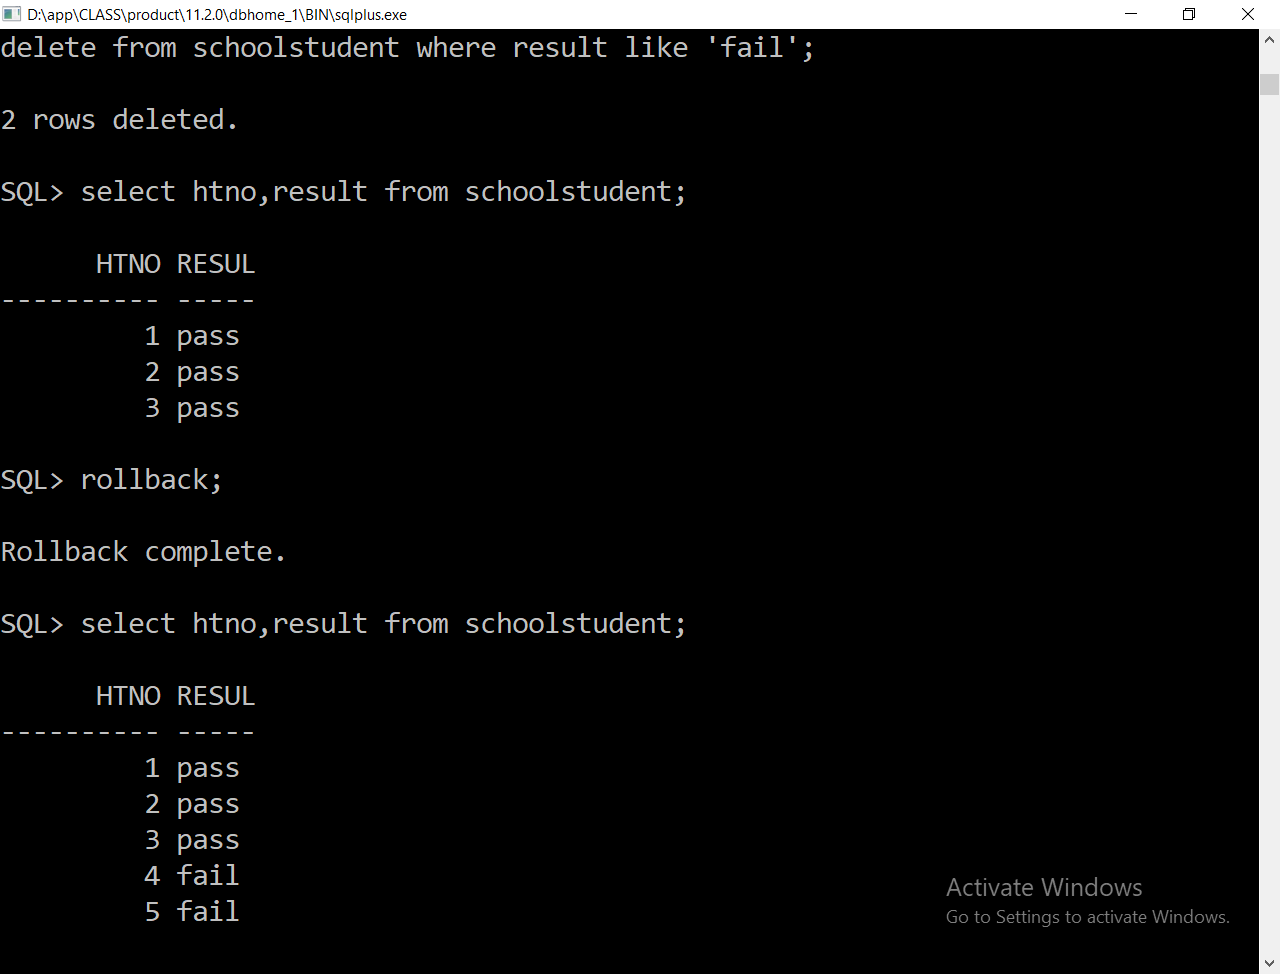 D:\app\CLASS\product\11.2.0\dbhome_1\BIN\sqlplus.exe
delete from schoolstudent where result like 'fail';
2 rows deleted.
SQL> select htno,result from schoolstudent;
HTNO RESUL
---------- -----
1 pass
2 pass
3 pass
SQL> rollback;
Rollback complete.
SQL> select htno,result from schoolstudent;
HTNO RESUL
---------- -----
1 pass
2 pass
3 pass
4 fail
5 fail
Activate Windows
Go to Settings to activate Windows.